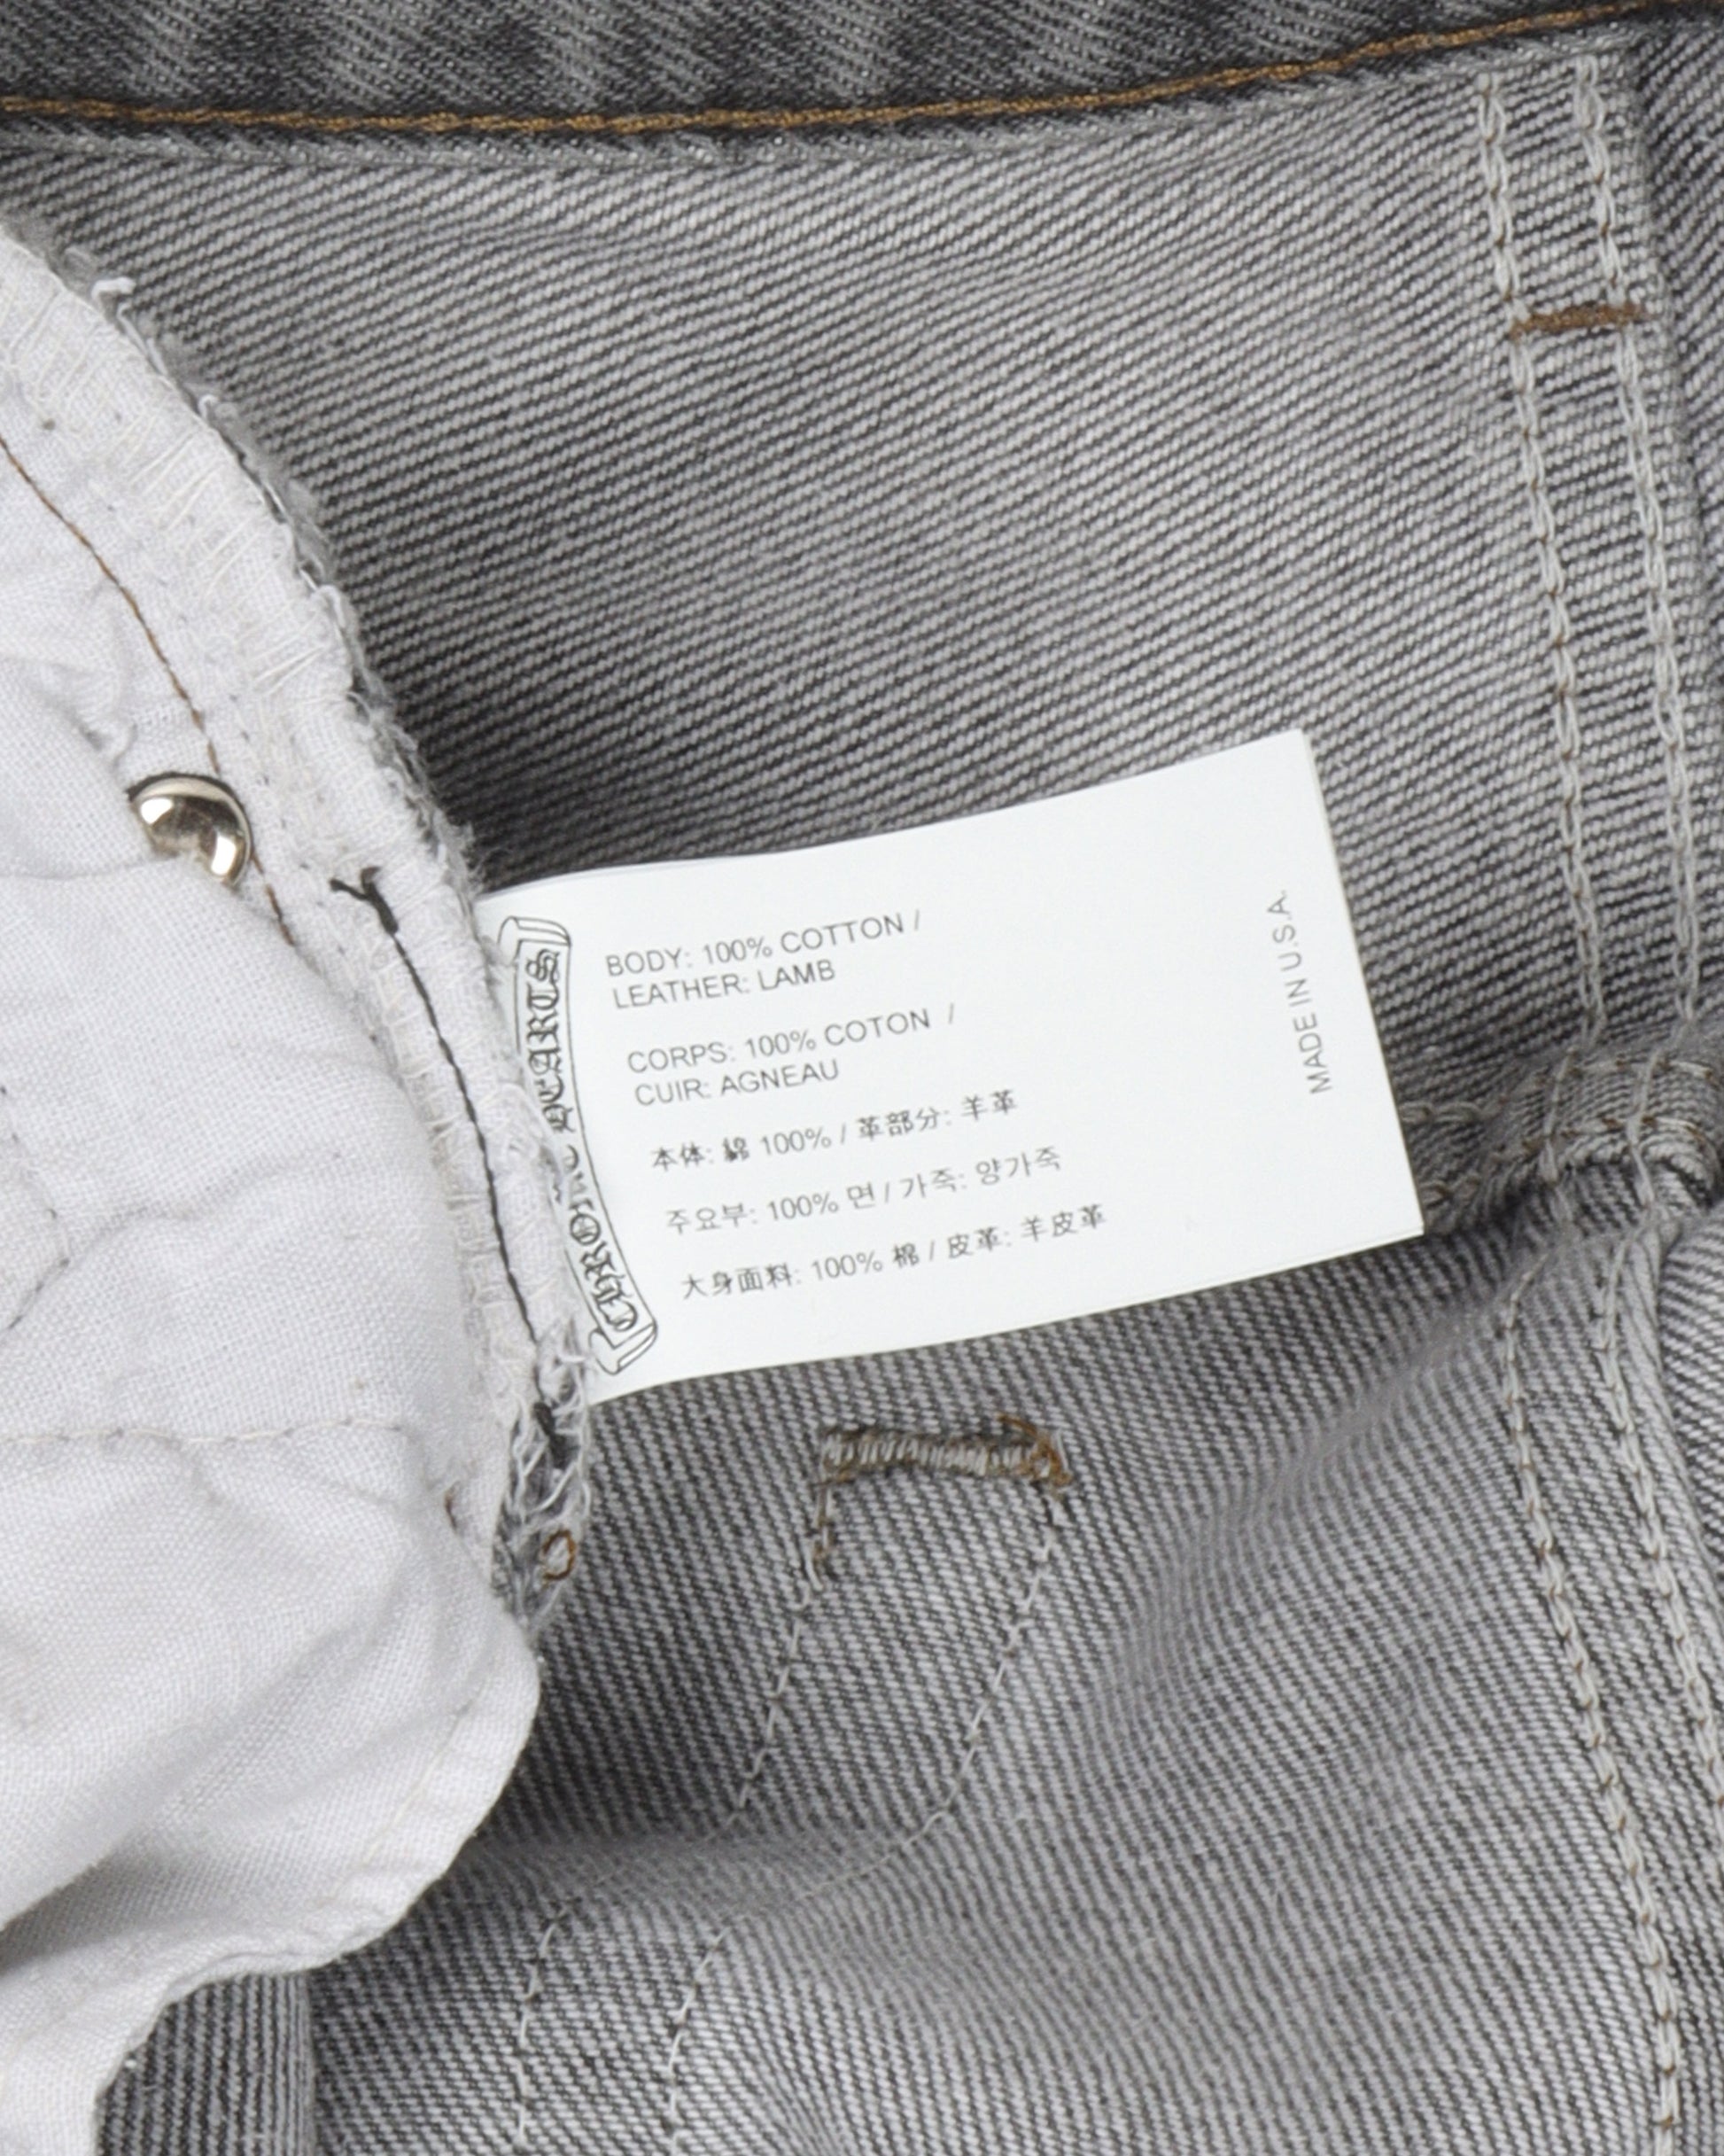 CHROME HEARTS
BODY: 100% COTTON /
LEATHER: LAMB
CORPS: 100% COTON /
CUIR: AGNEAU
本体: 綿 100% / 革部分: 羊革
주요부: 100% 면 / 가죽: 양가죽
大身面料: 100% 棉 / 皮革: 羊皮革
MADE IN U.S.A.